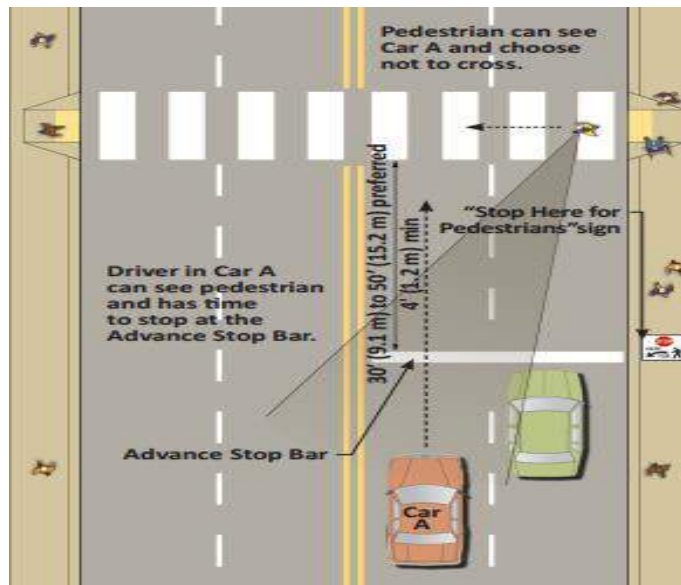 Pedestrian can see
Car A and choose
not to cross.
30' (9.1 m) to 50' (15.2 m) preferred
4' (1.2 m) min
"Stop Here for
Pedestrians"sign
Driver in Car A
can see pedestrian
and has time
to stop at the
Advance Stop Bar.
STOP
Advance Stop Bar
Car
A